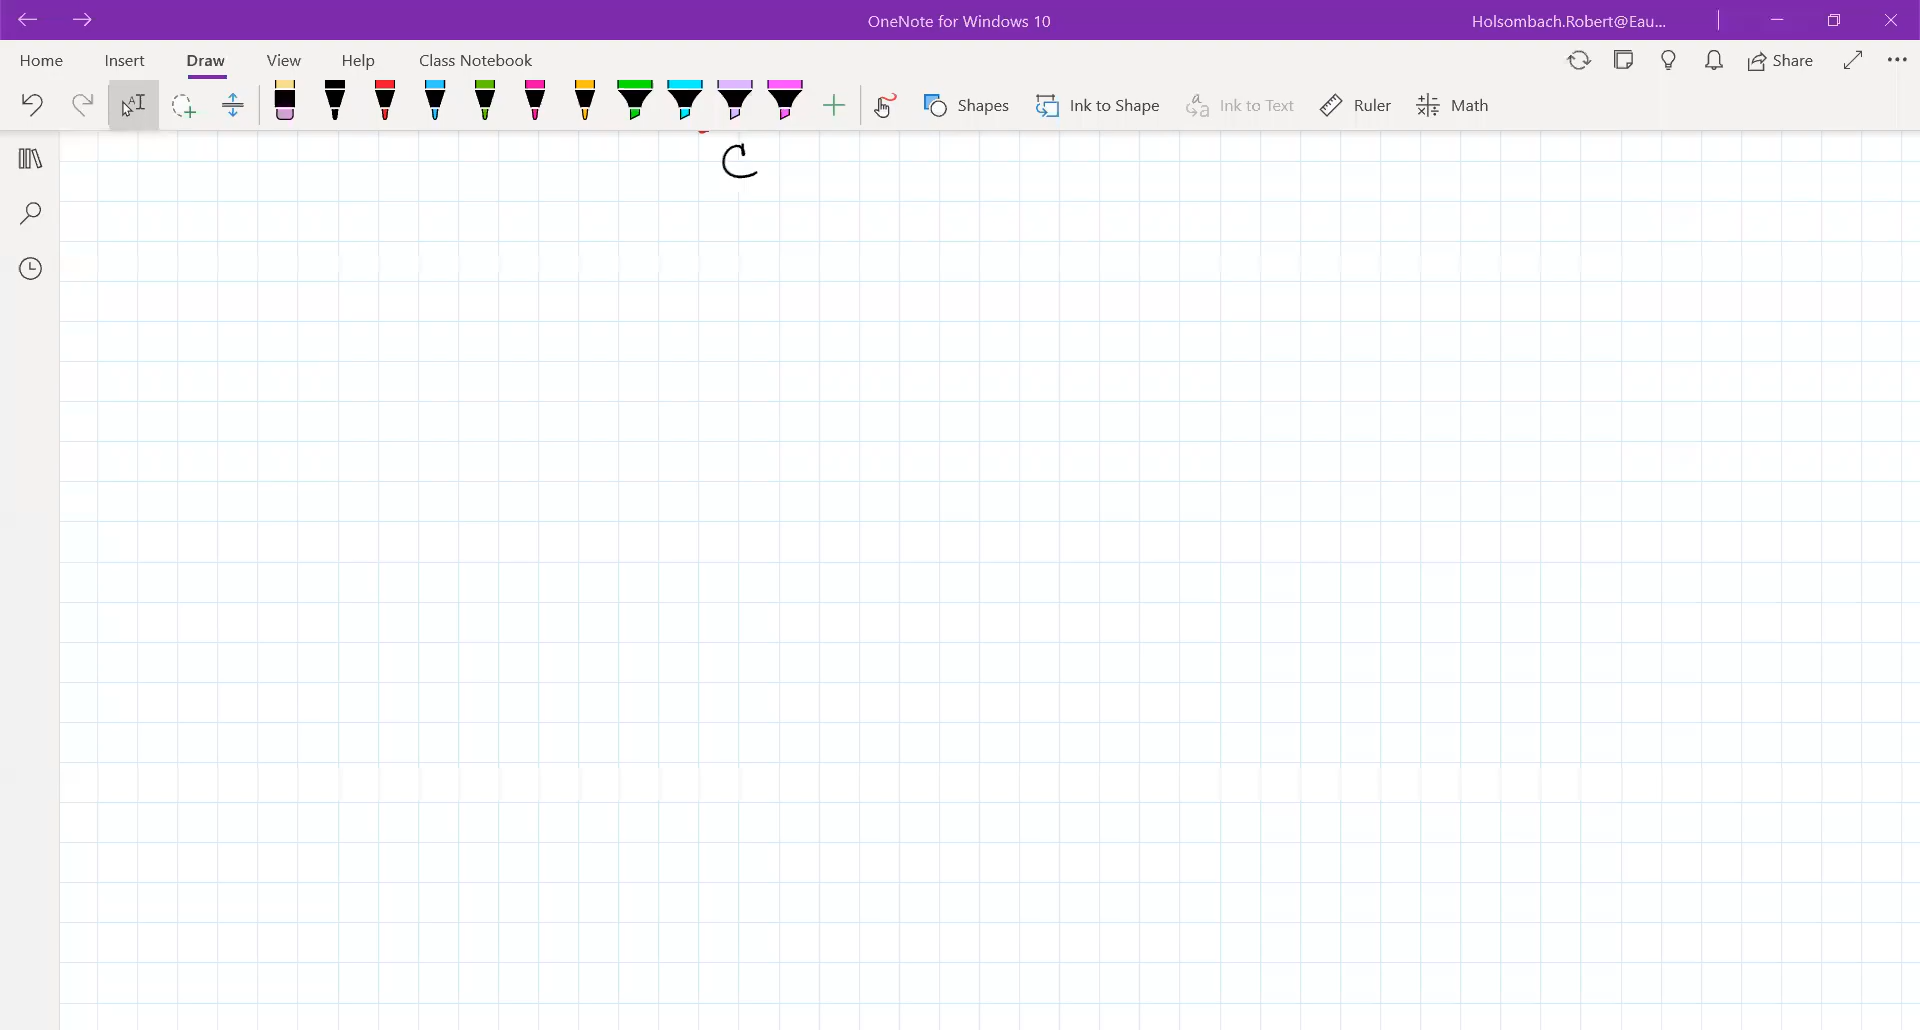 OneNote for Windows 10
Holsombach.Robert@Eau...
Home Insert Draw View Help Class Notebook
Share
Shapes Ink to Shape Ink to Text Ruler Math
C